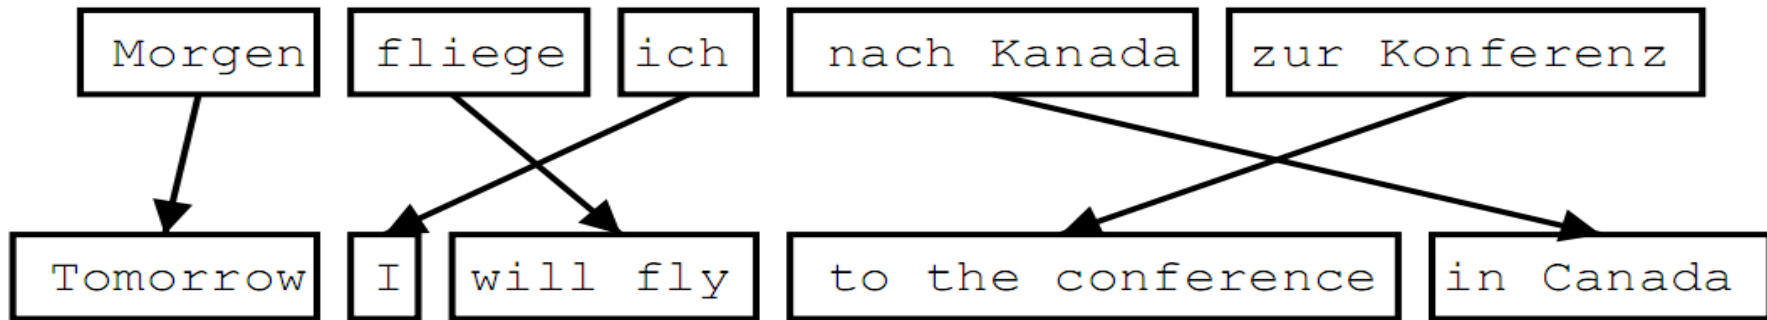 Morgen fliege ich nach Kanada zur Konferenz
Tomorrow I will fly to the conference in Canada